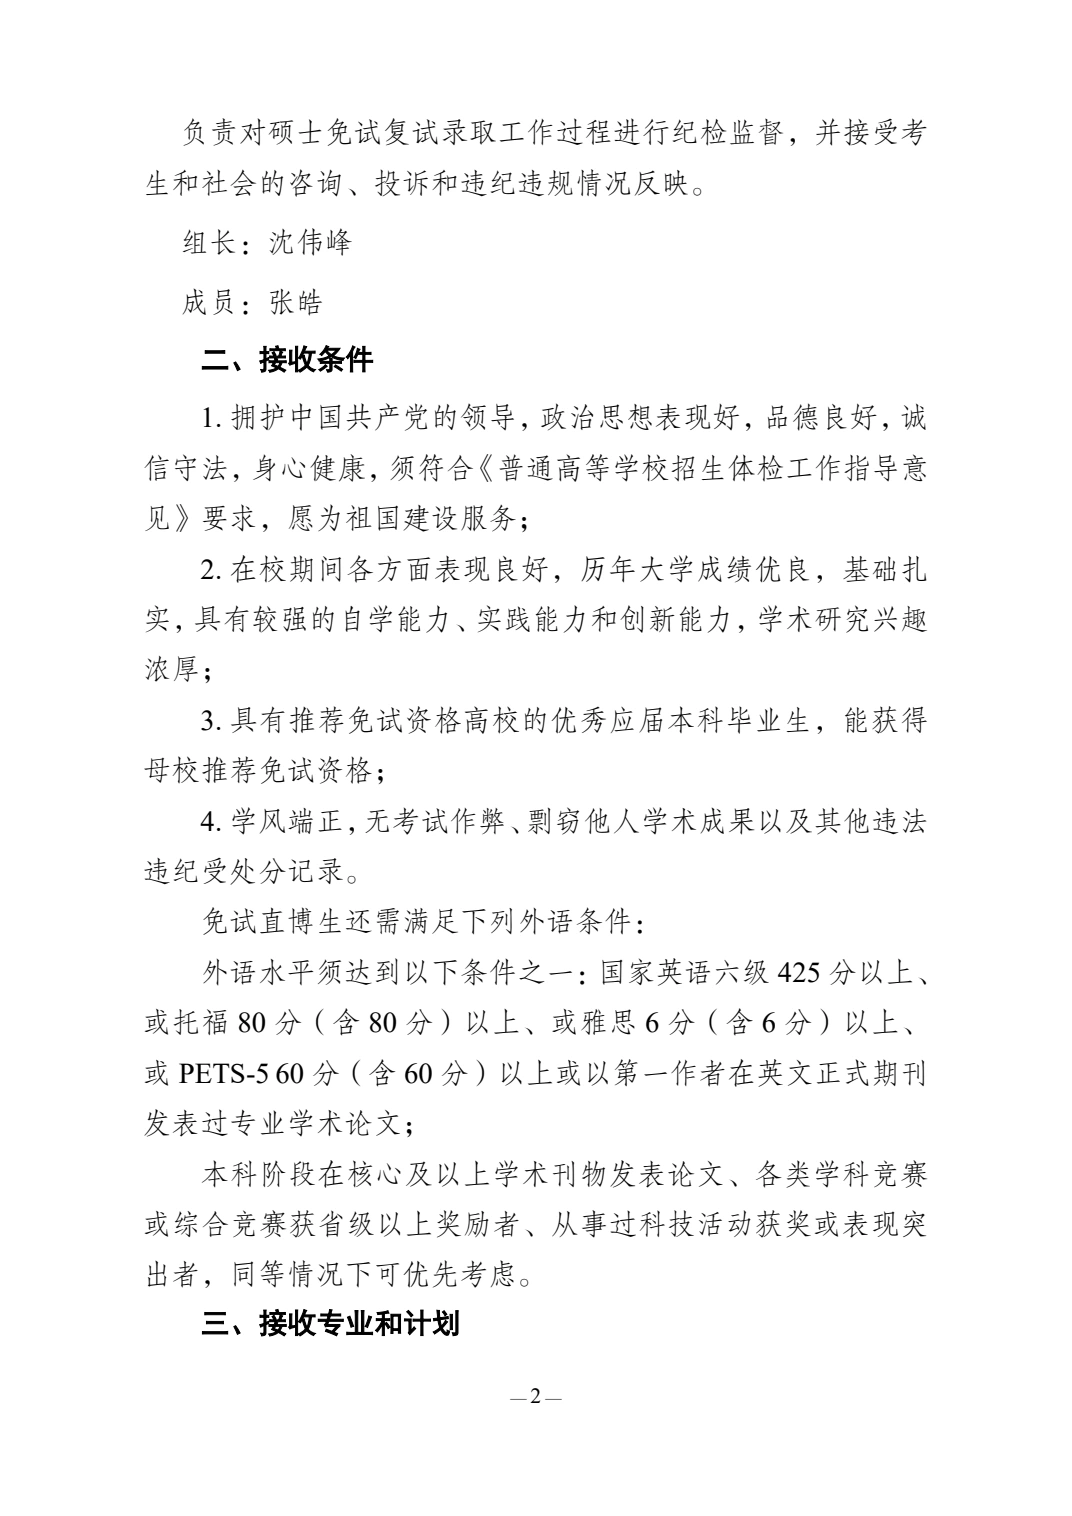 负责对硕士免试复试录取工作过程进行纪检监督，并接受考
生和社会的咨询、投诉和违纪违规情况反映。
组长：沈伟峰
成员：张皓
二、接收条件
1. 拥护中国共产党的领导，政治思想表现好，品德良好，诚
信守法，身心健康，须符合《普通高等学校招生体检工作指导意
见》要求，愿为祖国建设服务；
2. 在校期间各方面表现良好，历年大学成绩优良，基础扎
实，具有较强的自学能力、实践能力和创新能力，学术研究兴趣
浓厚；
3. 具有推荐免试资格高校的优秀应届本科毕业生，能获得
母校推荐免试资格；
4. 学风端正，无考试作弊、剽窃他人学术成果以及其他违法
违纪受处分记录。
免试直博生还需满足下列外语条件：
外语水平须达到以下条件之一：国家英语六级 425 分以上、
或托福 80 分（含 80 分）以上、或雅思 6 分（含 6 分）以上、
或 PETS-5 60 分（含 60 分）以上或以第一作者在英文正式期刊
发表过专业学术论文；
本科阶段在核心及以上学术刊物发表论文、各类学科竞赛
或综合竞赛获省级以上奖励者、从事过科技活动获奖或表现突
出者，同等情况下可优先考虑。
三、接收专业和计划
—2—